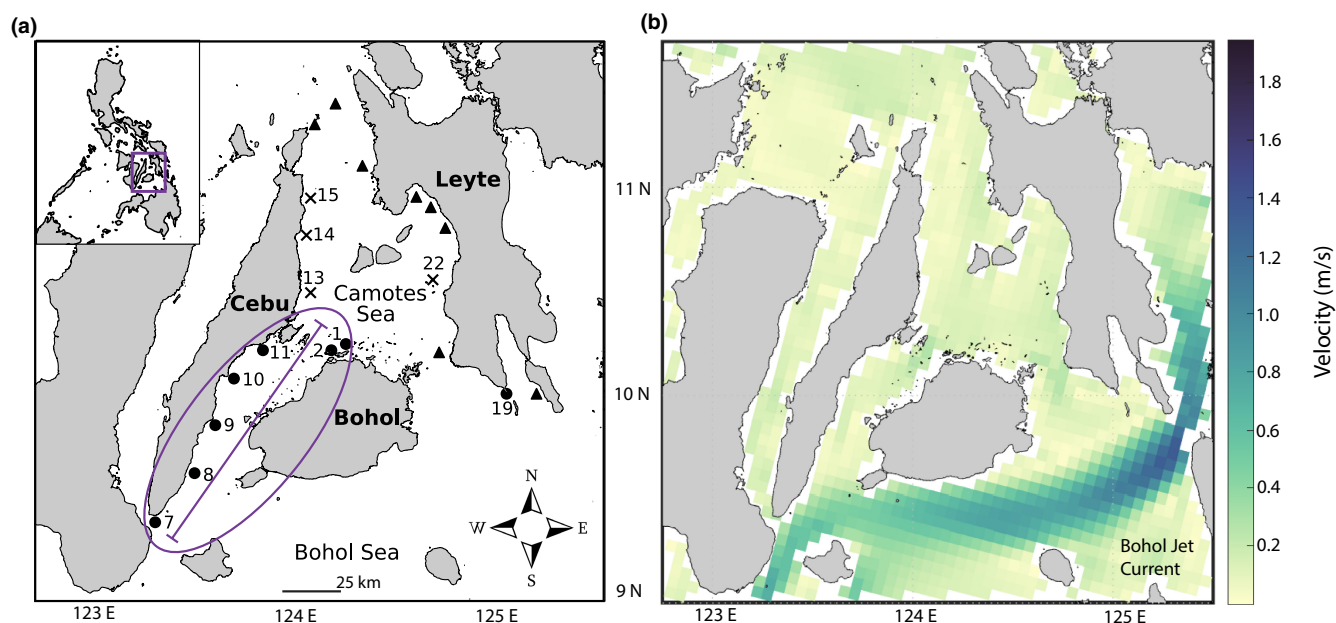 (a)
Leyte
15
14
22
13
Camotes
Sea
Cebu
1
2
11
10
Bohol
19
9
8
7
N
W
E
S
Bohol Sea
25 km
11 N
10 N
9 N
123 E
124 E
125 E
(b)
Bohol Jet
Current
123 E
124 E
125 E
1.8
1.6
1.4
1.2
1.0
0.8
0.6
0.4
0.2
Velocity (m/s)